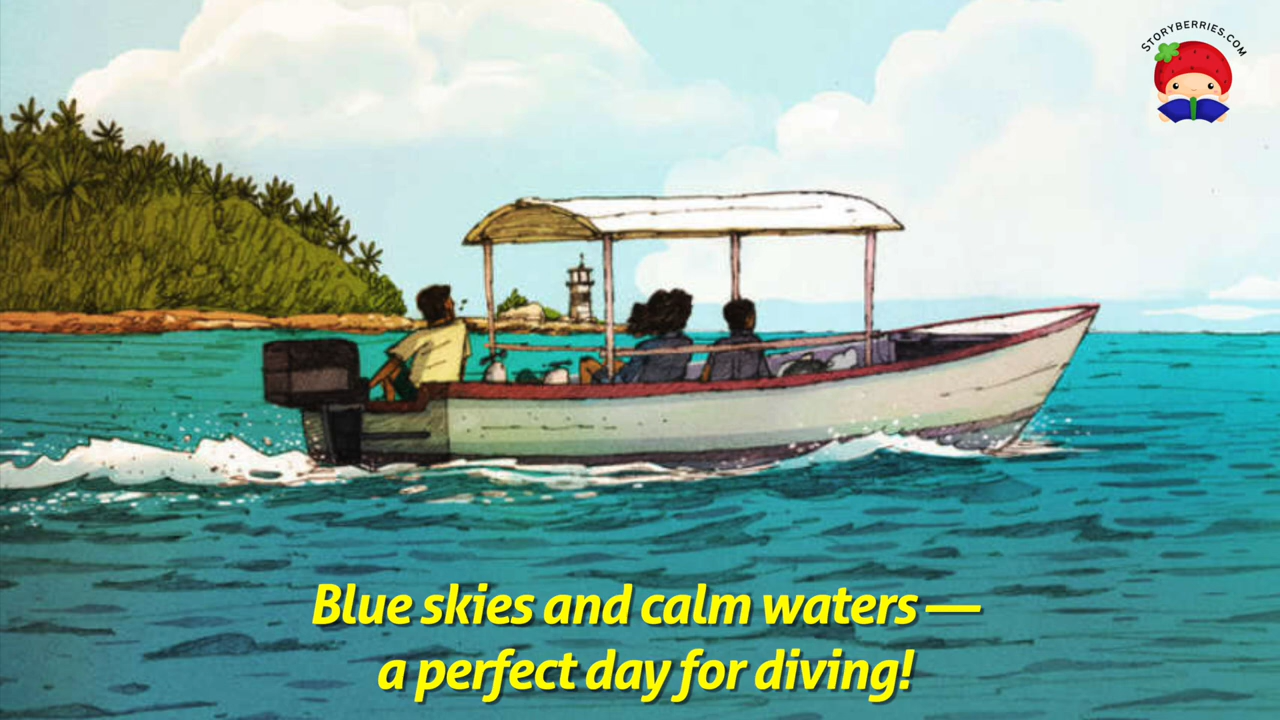 STORYBERRIES.COM
Blue skies and calm waters —
a perfect day for diving!